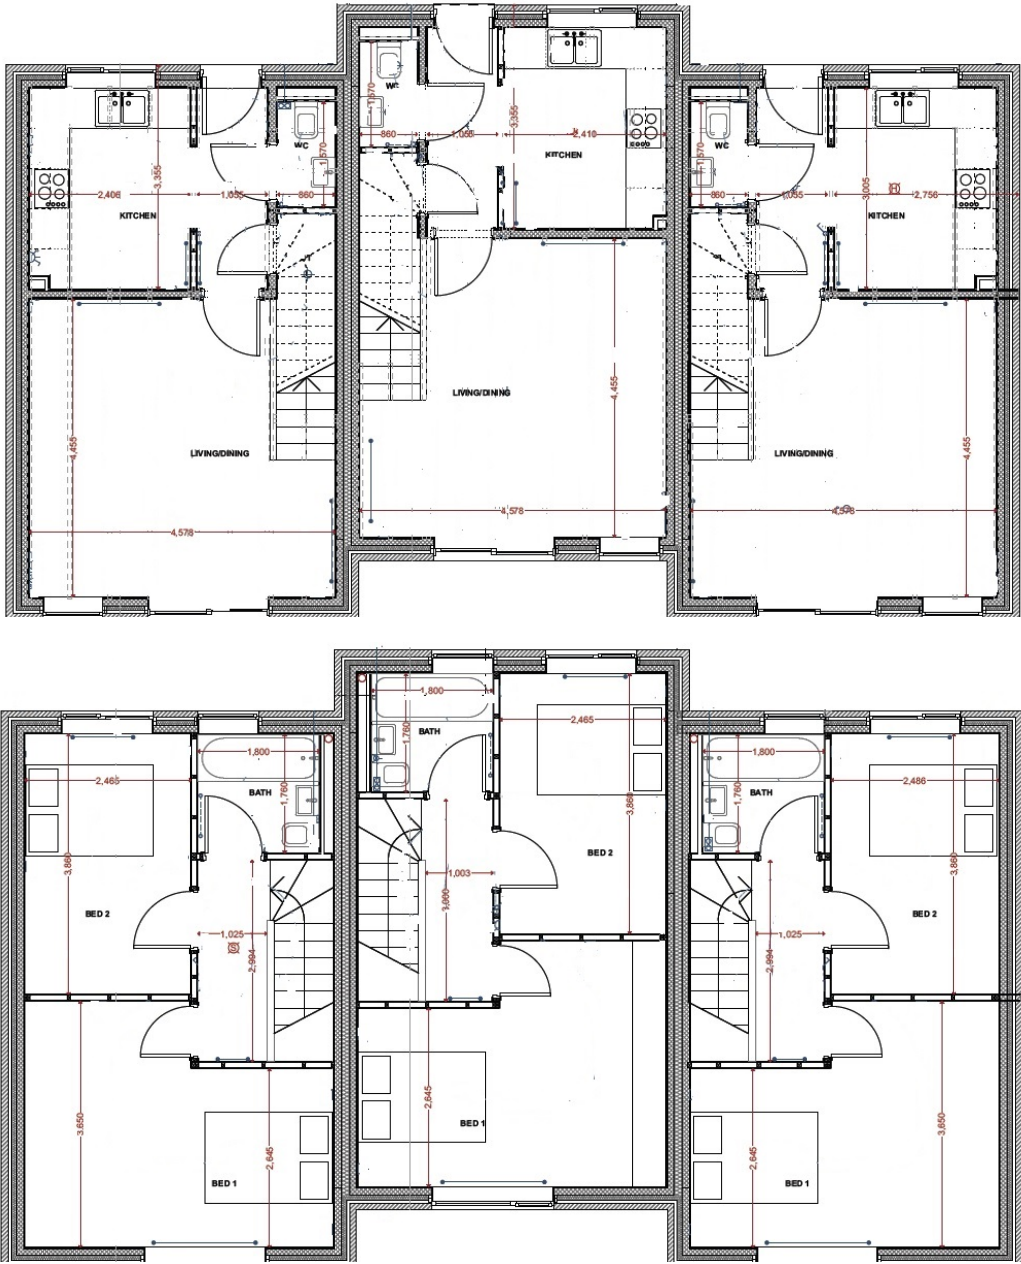 WC
1,570
860
1,055
3,355
2,410
KITCHEN
WC
1,570
2,406
3,355
1,055
860
KITCHEN
WC
1,570
860
1,055
3,005
2,756
KITCHEN
LIVING/DINING
4,455
4,578
LIVING/DINING
4,455
4,578
LIVING/DINING
4,455
4,578
1,800
1,760
BATH
2,465
3,860
BED 2
1,003
3,000
2,465
3,860
1,800
BATH
1,760
BED 2
1,025
2,994
1,800
BATH
1,760
2,486
3,860
BED 2
1,025
2,994
2,645
BED 1
3,650
2,645
BED 1
2,645
BED 1
3,650